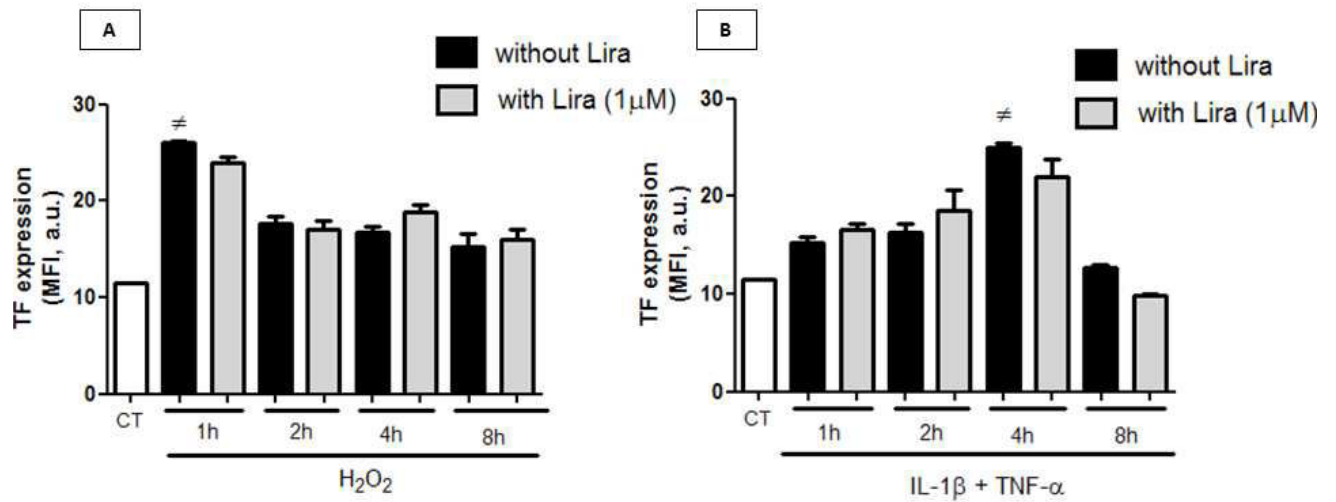 A
without Lira
with Lira (1μM)
≠
30
20
10
0
TF expression
(MFI, a.u.)
CT
1h
2h
4h
8h
H₂O₂
B
without Lira
with Lira (1μM)
≠
30
20
10
0
TF expression
(MFI, a.u.)
CT
1h
2h
4h
8h
IL-1β + TNF-α